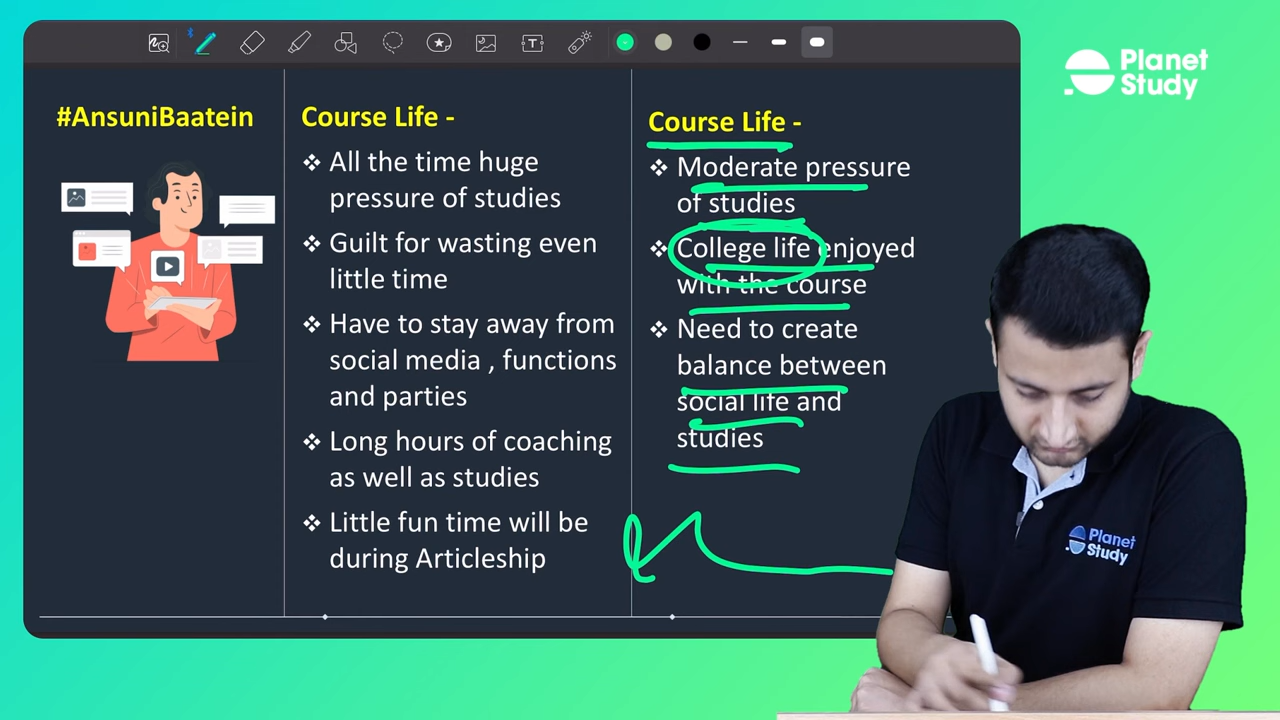 #AnsuniBaatein
Course Life -
❖ All the time huge
pressure of studies
❖ Guilt for wasting even
little time
❖ Have to stay away from
social media , functions
and parties
❖ Long hours of coaching
as well as studies
❖ Little fun time will be
during Articleship
Course Life -
❖ Moderate pressure
of studies
❖ College life enjoyed
with the course
❖ Need to create
balance between
social life and
studies
Planet
Study
Planet
Study